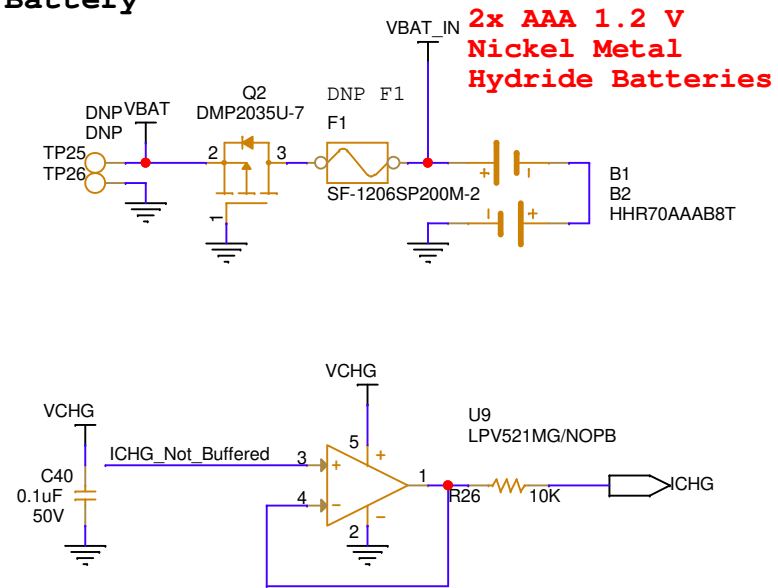 Battery
2x AAA 1.2 V
Nickel Metal
Hydride Batteries
VBAT_IN
Q2
DMP2035U-7
DNP F1
F1
SF-1206SP200M-2
DNP
DNP
VBAT
TP25
TP26
2
3
1
+
-
-
+
B1
B2
HHR70AAAB8T
VCHG
VCHG
U9
LPV521MG/NOPB
ICHG_Not_Buffered
3
5
+
+
4
-
-
2
1
C40
0.1uF
50V
R26
10K
ICHG